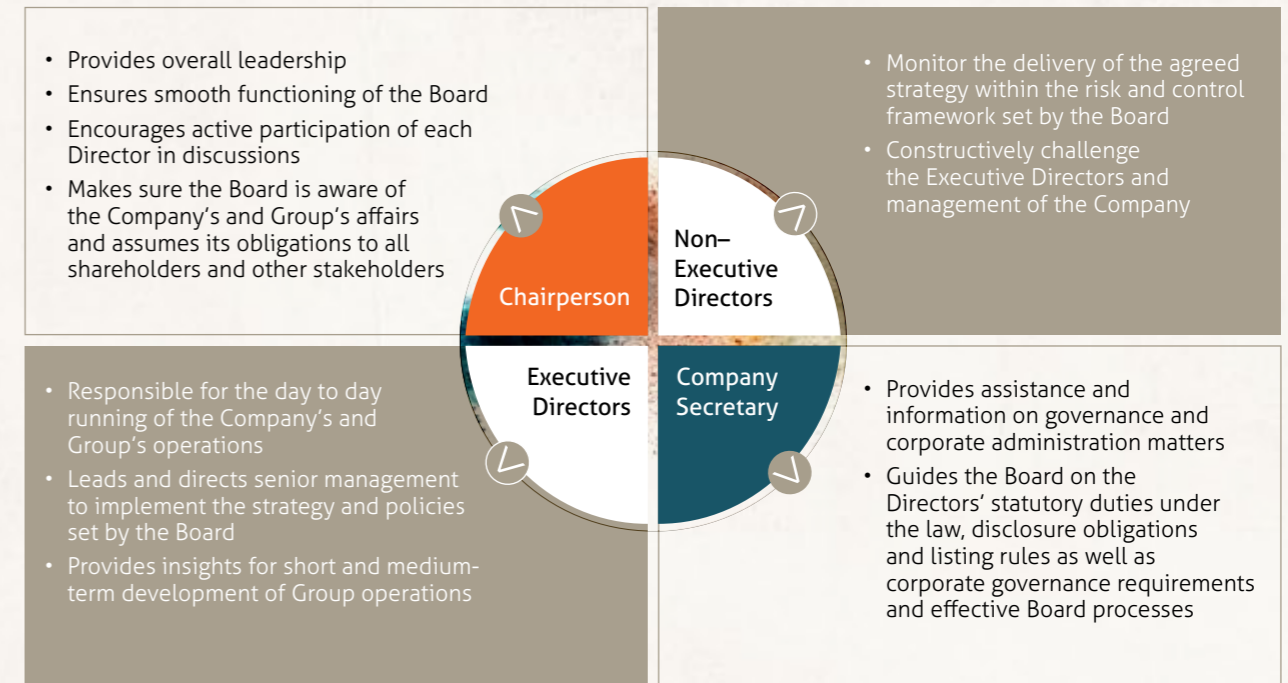 • Provides overall leadership
• Ensures smooth functioning of the Board
• Encourages active participation of each
Director in discussions
• Makes sure the Board is aware of
the Company's and Group's affairs
and assumes its obligations to all
shareholders and other stakeholders
Chairperson
Non–
Executive
Directors
• Monitor the delivery of the agreed
strategy within the risk and control
framework set by the Board
• Constructively challenge
the Executive Directors and
management of the Company
• Responsible for the day to day
running of the Company's and
Group's operations
• Leads and directs senior management
to implement the strategy and policies
set by the Board
• Provides insights for short and medium-
term development of Group operations
Executive
Directors
Company
Secretary
• Provides assistance and
information on governance and
corporate administration matters
• Guides the Board on the
Directors' statutory duties under
the law, disclosure obligations
and listing rules as well as
corporate governance requirements
and effective Board processes